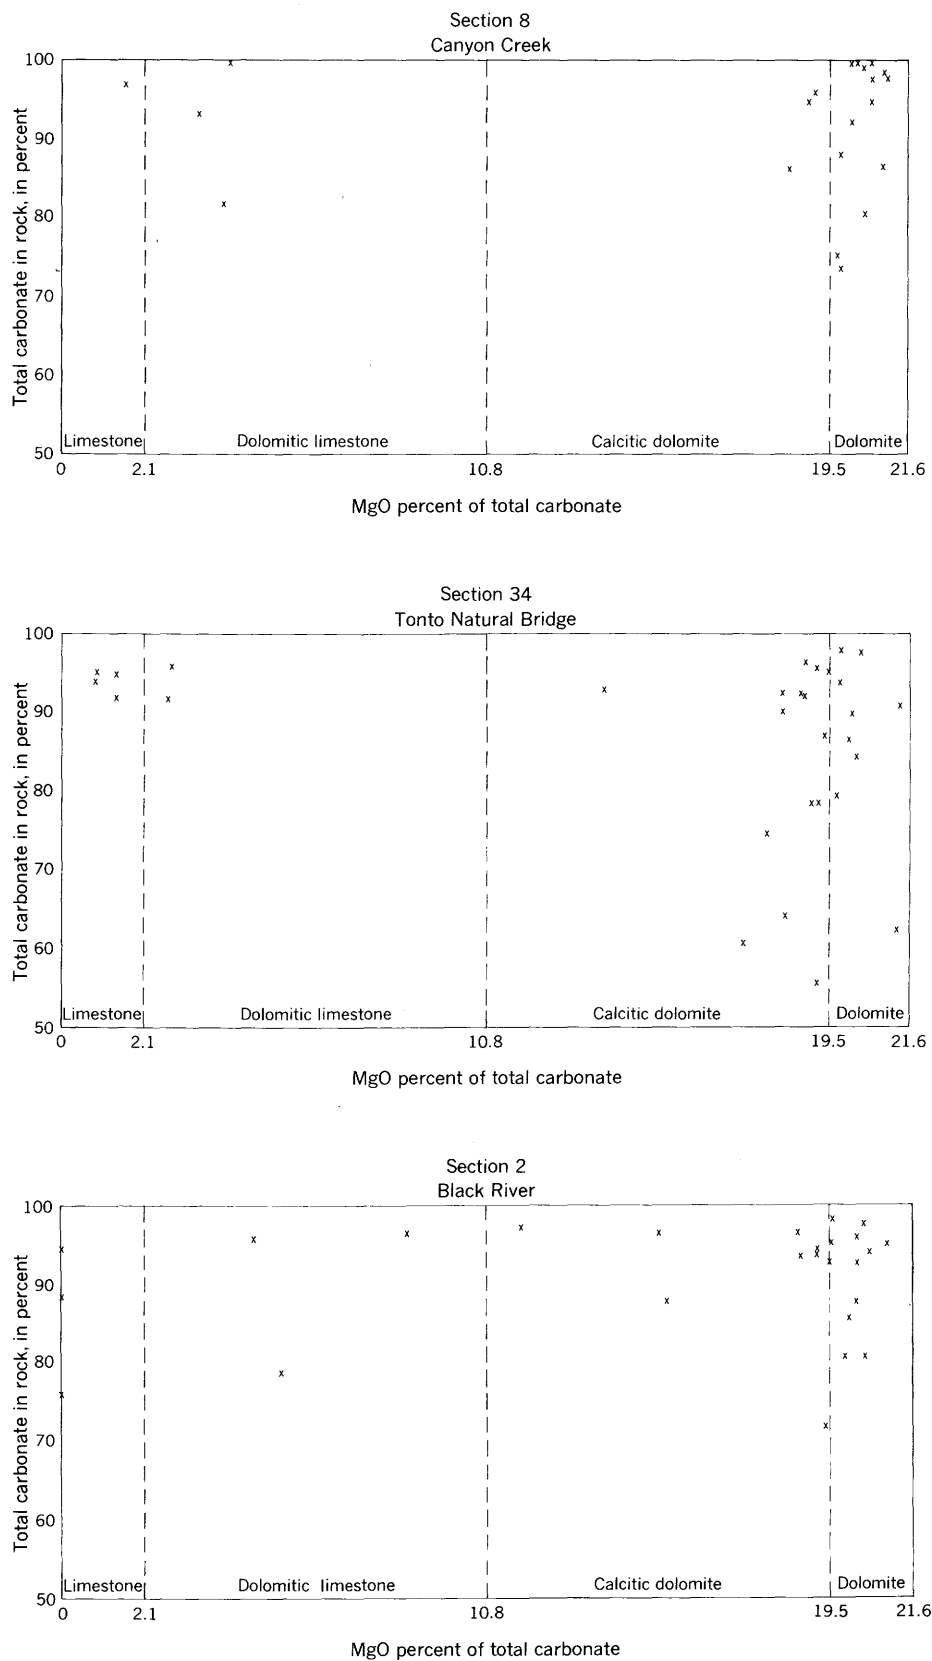 Section 8
Canyon Creek
Total carbonate in rock, in percent
100
90
80
70
60
50
Limestone
Dolomitic limestone
Calcitic dolomite
Dolomite
0
2.1
10.8
19.5
21.6
MgO percent of total carbonate
Section 34
Tonto Natural Bridge
Total carbonate in rock, in percent
100
90
80
70
60
50
Limestone
Dolomitic limestone
Calcitic dolomite
Dolomite
0
2.1
10.8
19.5
21.6
MgO percent of total carbonate
Section 2
Black River
Total carbonate in rock, in percent
100
90
80
70
60
50
Limestone
Dolomitic limestone
Calcitic dolomite
Dolomite
0
2.1
10.8
19.5
21.6
MgO percent of total carbonate